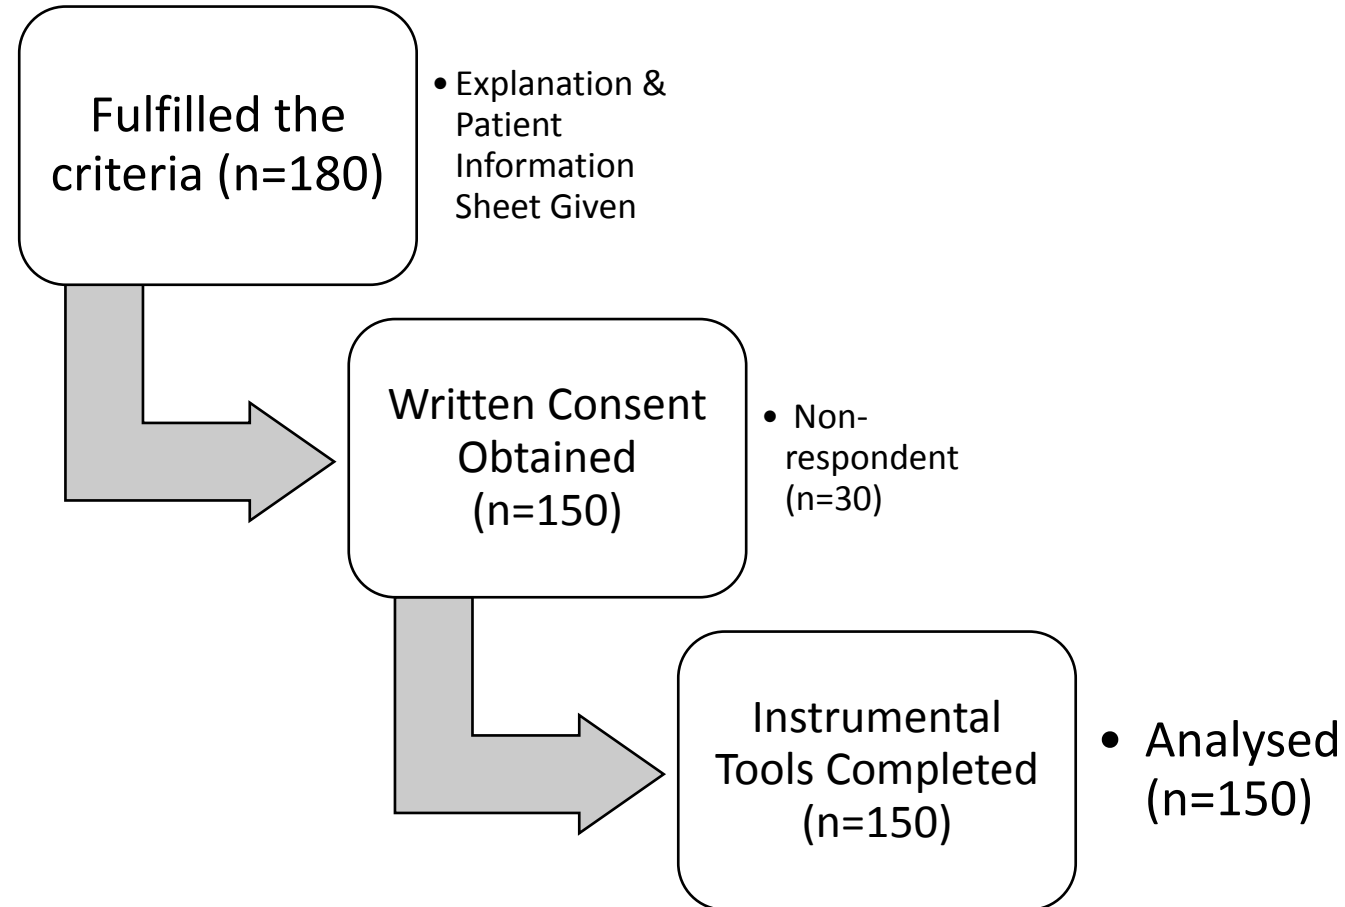 Fulfilled the
criteria (n=180)
• Explanation &
Patient
Information
Sheet Given
Written Consent
Obtained
(n=150)
• Non-
respondent
(n=30)
Instrumental
Tools Completed
(n=150)
• Analysed
(n=150)